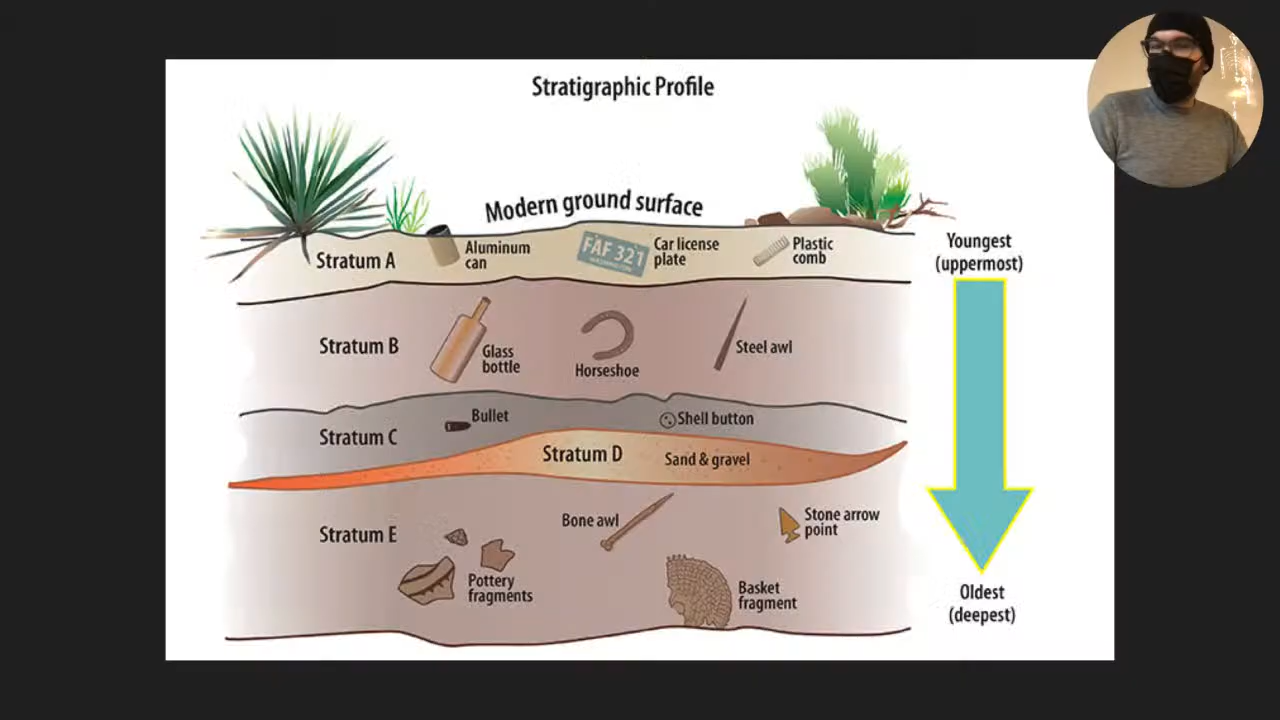 Stratigraphic Profile
Modern ground surface
Stratum A
Aluminum
can
FAF 321
WASHINGTON
Car license
plate
Plastic
comb
Youngest
(uppermost)
Stratum B
Glass
bottle
Horseshoe
Steel awl
Stratum C
Bullet
Shell button
Stratum D
Sand & gravel
Stratum E
Pottery
fragments
Bone awl
Stone arrow
point
Basket
fragment
Oldest
(deepest)